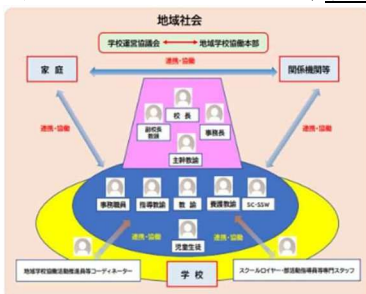 地域社会
学校運営協議会 地域学校協働本部
連携・協働
家庭
関係機関等
校長
副校長
教頭
事務長
主幹教諭
連携・協働
連携・協働
事務職員
指導教諭
教諭
養護教諭
SC・SSW
連携・協働
連携・協働
児童生徒
地域学校協働活動推進員等コーディネーター
学校
スクールロイヤー・部活動指導員等専門スタッフ